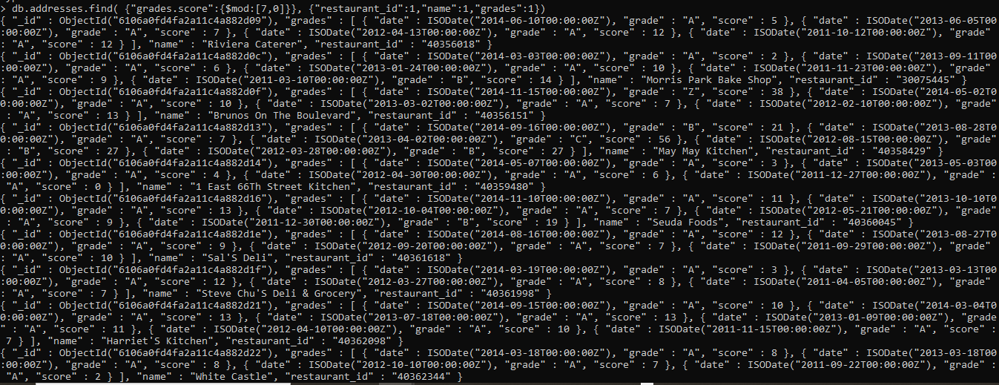 > db.addresses.find( {"grades.score":{$mod:[7,0]}}, {"restaurant_id":1,"name":1,"grades":1})
{ "_id" : ObjectId("6106a0fd4fa2a11c4a882d09"), "grades" : [ { "date" : ISODate("2014-06-10T00:00:00Z"), "grade" : "A", "score" : 5 }, { "date" : ISODate("2013-06-05T00
:00:00Z"), "grade" : "A", "score" : 7 }, { "date" : ISODate("2012-04-13T00:00:00Z"), "grade" : "A", "score" : 12 }, { "date" : ISODate("2011-10-12T00:00:00Z"), "grade"
: "A", "score" : 12 } ], "name" : "Riviera Caterer", "restaurant_id" : "40356018" }
{ "_id" : ObjectId("6106a0fd4fa2a11c4a882d0c"), "grades" : [ { "date" : ISODate("2014-03-03T00:00:00Z"), "grade" : "A", "score" : 2 }, { "date" : ISODate("2013-09-11T00
:00:00Z"), "grade" : "A", "score" : 6 }, { "date" : ISODate("2013-01-24T00:00:00Z"), "grade" : "A", "score" : 10 }, { "date" : ISODate("2011-11-23T00:00:00Z"), "grade"
: "A", "score" : 9 }, { "date" : ISODate("2011-03-10T00:00:00Z"), "grade" : "B", "score" : 14 } ], "name" : "Morris Park Bake Shop", "restaurant_id" : "30075445" }
{ "_id" : ObjectId("6106a0fd4fa2a11c4a882d0f"), "grades" : [ { "date" : ISODate("2014-11-15T00:00:00Z"), "grade" : "Z", "score" : 38 }, { "date" : ISODate("2014-05-02T0
0:00:00Z"), "grade" : "A", "score" : 10 }, { "date" : ISODate("2013-03-02T00:00:00Z"), "grade" : "A", "score" : 7 }, { "date" : ISODate("2012-02-10T00:00:00Z"), "grade"
: "A", "score" : 13 } ], "name" : "Brunos On The Boulevard", "restaurant_id" : "40356151" }
{ "_id" : ObjectId("6106a0fd4fa2a11c4a882d13"), "grades" : [ { "date" : ISODate("2014-09-16T00:00:00Z"), "grade" : "B", "score" : 21 }, { "date" : ISODate("2013-08-28T0
0:00:00Z"), "grade" : "A", "score" : 7 }, { "date" : ISODate("2013-04-02T00:00:00Z"), "grade" : "C", "score" : 56 }, { "date" : ISODate("2012-08-15T00:00:00Z"), "grade"
: "B", "score" : 27 }, { "date" : ISODate("2012-03-28T00:00:00Z"), "grade" : "B", "score" : 27 } ], "name" : "May May Kitchen", "restaurant_id" : "40358429" }
{ "_id" : ObjectId("6106a0fd4fa2a11c4a882d14"), "grades" : [ { "date" : ISODate("2014-05-07T00:00:00Z"), "grade" : "A", "score" : 3 }, { "date" : ISODate("2013-05-03T00
:00:00Z"), "grade" : "A", "score" : 4 }, { "date" : ISODate("2012-04-30T00:00:00Z"), "grade" : "A", "score" : 6 }, { "date" : ISODate("2011-12-27T00:00:00Z"), "grade" :
"A", "score" : 0 } ], "name" : "1 East 66Th Street Kitchen", "restaurant_id" : "40359480" }
{ "_id" : ObjectId("6106a0fd4fa2a11c4a882d16"), "grades" : [ { "date" : ISODate("2014-11-10T00:00:00Z"), "grade" : "A", "score" : 11 }, { "date" : ISODate("2013-10-10T0
0:00:00Z"), "grade" : "A", "score" : 13 }, { "date" : ISODate("2012-10-04T00:00:00Z"), "grade" : "A", "score" : 7 }, { "date" : ISODate("2012-05-21T00:00:00Z"), "grade"
: "A", "score" : 9 }, { "date" : ISODate("2011-12-30T00:00:00Z"), "grade" : "B", "score" : 19 } ], "name" : "Seuda Foods", "restaurant_id" : "40360045" }
{ "_id" : ObjectId("6106a0fd4fa2a11c4a882d1e"), "grades" : [ { "date" : ISODate("2014-08-16T00:00:00Z"), "grade" : "A", "score" : 12 }, { "date" : ISODate("2013-08-27T0
0:00:00Z"), "grade" : "A", "score" : 9 }, { "date" : ISODate("2012-09-20T00:00:00Z"), "grade" : "A", "score" : 7 }, { "date" : ISODate("2011-09-29T00:00:00Z"), "grade" :
"A", "score" : 10 } ], "name" : "Sal'S Deli", "restaurant_id" : "40361618" }
{ "_id" : ObjectId("6106a0fd4fa2a11c4a882d1f"), "grades" : [ { "date" : ISODate("2014-03-19T00:00:00Z"), "grade" : "A", "score" : 3 }, { "date" : ISODate("2013-03-13T00
:00:00Z"), "grade" : "A", "score" : 12 }, { "date" : ISODate("2012-03-27T00:00:00Z"), "grade" : "A", "score" : 8 }, { "date" : ISODate("2011-04-05T00:00:00Z"), "grade" :
"A", "score" : 7 } ], "name" : "Steve Chu'S Deli & Grocery", "restaurant_id" : "40361998" }
{ "_id" : ObjectId("6106a0fd4fa2a11c4a882d21"), "grades" : [ { "date" : ISODate("2014-09-15T00:00:00Z"), "grade" : "A", "score" : 10 }, { "date" : ISODate("2014-03-04T0
0:00:00Z"), "grade" : "A", "score" : 13 }, { "date" : ISODate("2013-07-18T00:00:00Z"), "grade" : "A", "score" : 13 }, { "date" : ISODate("2013-01-09T00:00:00Z"), "grade
" : "A", "score" : 11 }, { "date" : ISODate("2012-04-10T00:00:00Z"), "grade" : "A", "score" : 10 }, { "date" : ISODate("2011-11-15T00:00:00Z"), "grade" : "A", "score" :
7 } ], "name" : "Harriet'S Kitchen", "restaurant_id" : "40362098" }
{ "_id" : ObjectId("6106a0fd4fa2a11c4a882d22"), "grades" : [ { "date" : ISODate("2014-03-18T00:00:00Z"), "grade" : "A", "score" : 8 }, { "date" : ISODate("2013-03-18T00
:00:00Z"), "grade" : "A", "score" : 8 }, { "date" : ISODate("2012-10-10T00:00:00Z"), "grade" : "A", "score" : 7 }, { "date" : ISODate("2011-09-22T00:00:00Z"), "grade" :
"A", "score" : 2 } ], "name" : "White Castle", "restaurant_id" : "40362344" }